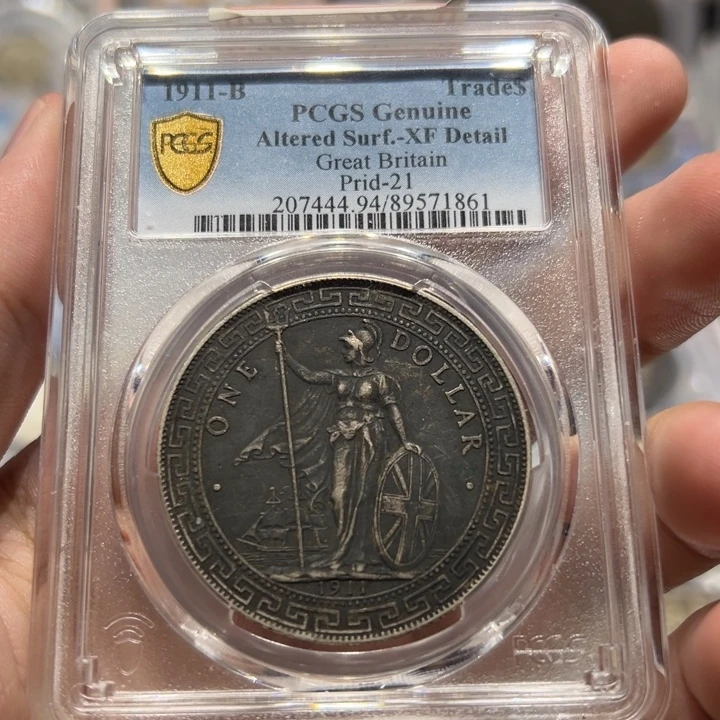 1911-B Trade$
PCGS Genuine
Altered Surf.-XF Detail
Great Britain
Prid-21
207444.94/89571861
PCGS
ONE DOLLAR
1911
PCGS